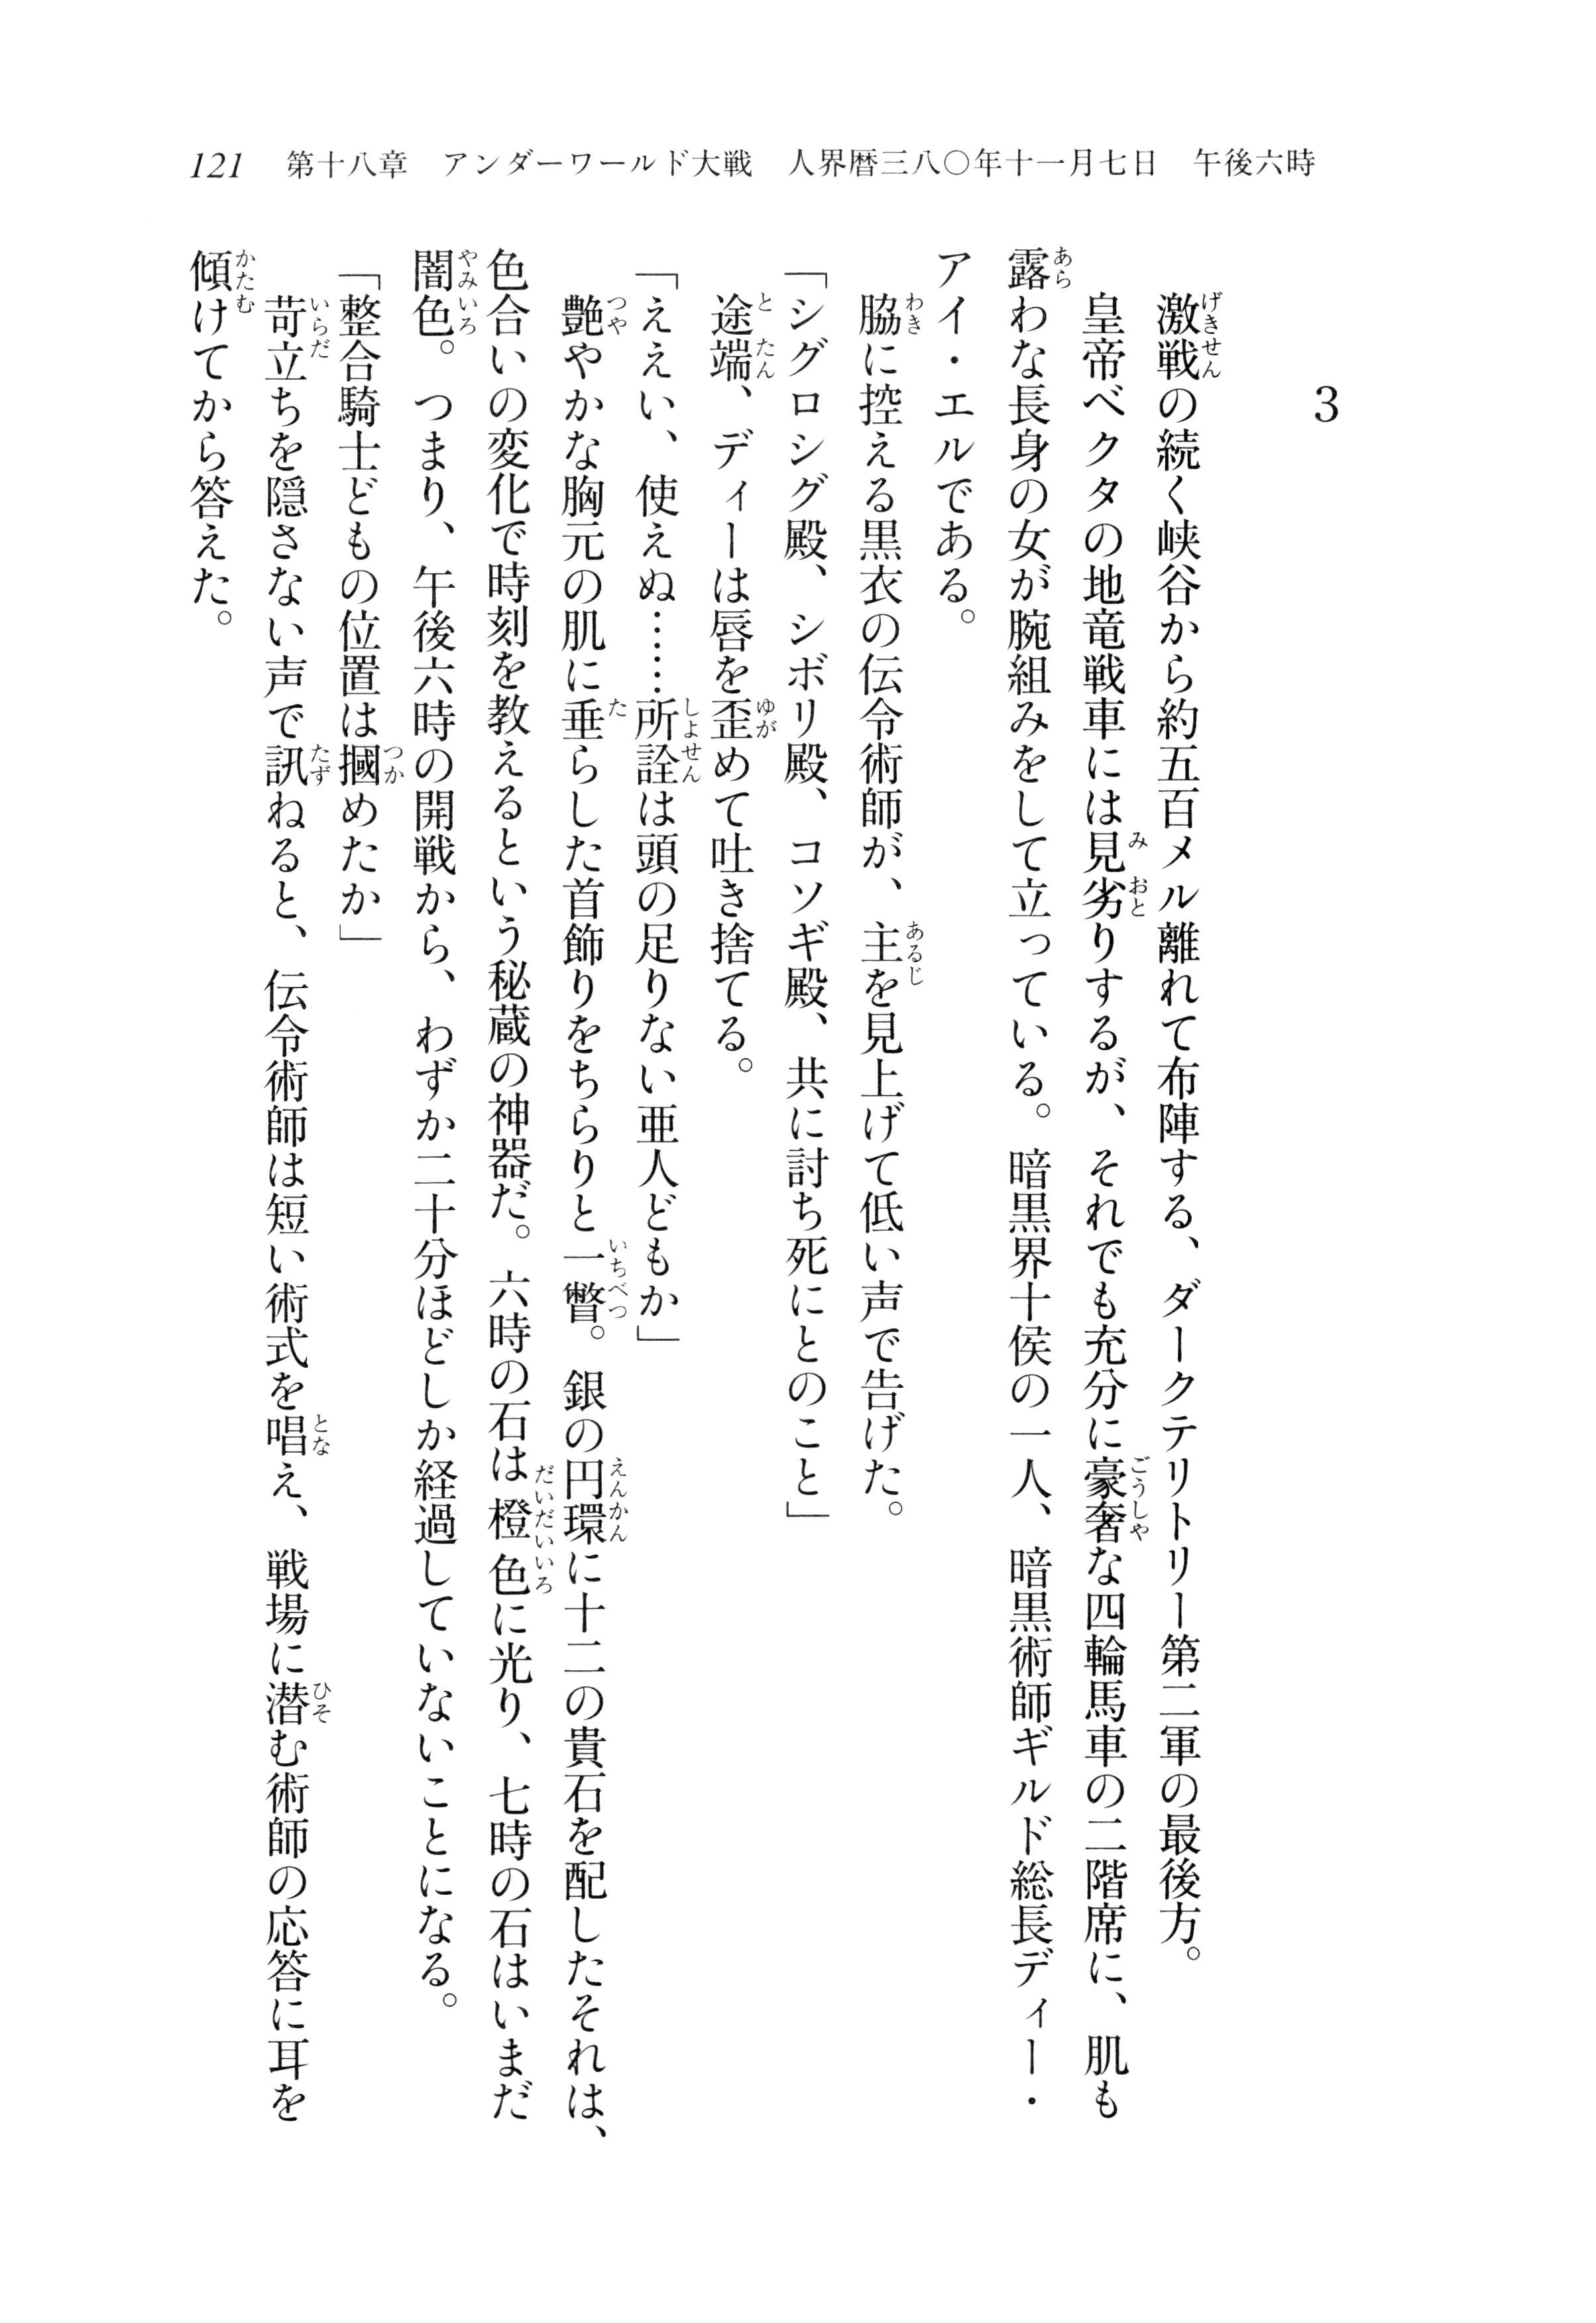 121　第十八章　アンダーワールド大戦　人界暦三八〇年十一月七日　午後六時
3
激戦の続く峡谷から約五百メル離れて布陣する、ダークテリトリー第二軍の最後方。
皇帝ベクタの地竜戦車には見劣りするが、それでも充分に豪奢な四輪馬車の二階席に、肌も
露わな長身の女が腕組みをして立っている。暗黒界十侯の一人、暗黒術師ギルド総長ディー・
アイ・エルである。
脇に控える黒衣の伝令術師が、主を見上げて低い声で告げた。
「シグロシグ殿、シボリ殿、コソギ殿、共に討ち死にとのこと」
途端、ディーは唇を歪めて吐き捨てる。
「ええい、使えぬ……所詮は頭の足りない亜人どもか」
艶やかな胸元の肌に垂らした首飾りをちらりと一瞥。銀の円環に十二の貴石を配したそれは、
色合いの変化で時刻を教えるという秘蔵の神器だ。六時の石は橙色に光り、七時の石はいまだ
闇色。つまり、午後六時の開戦から、わずか二十分ほどしか経過していないことになる。
「整合騎士どもの位置は摑めたか」
苛立ちを隠さない声で訊ねると、伝令術師は短い術式を唱え、戦場に潜む術師の応答に耳を
傾けてから答えた。